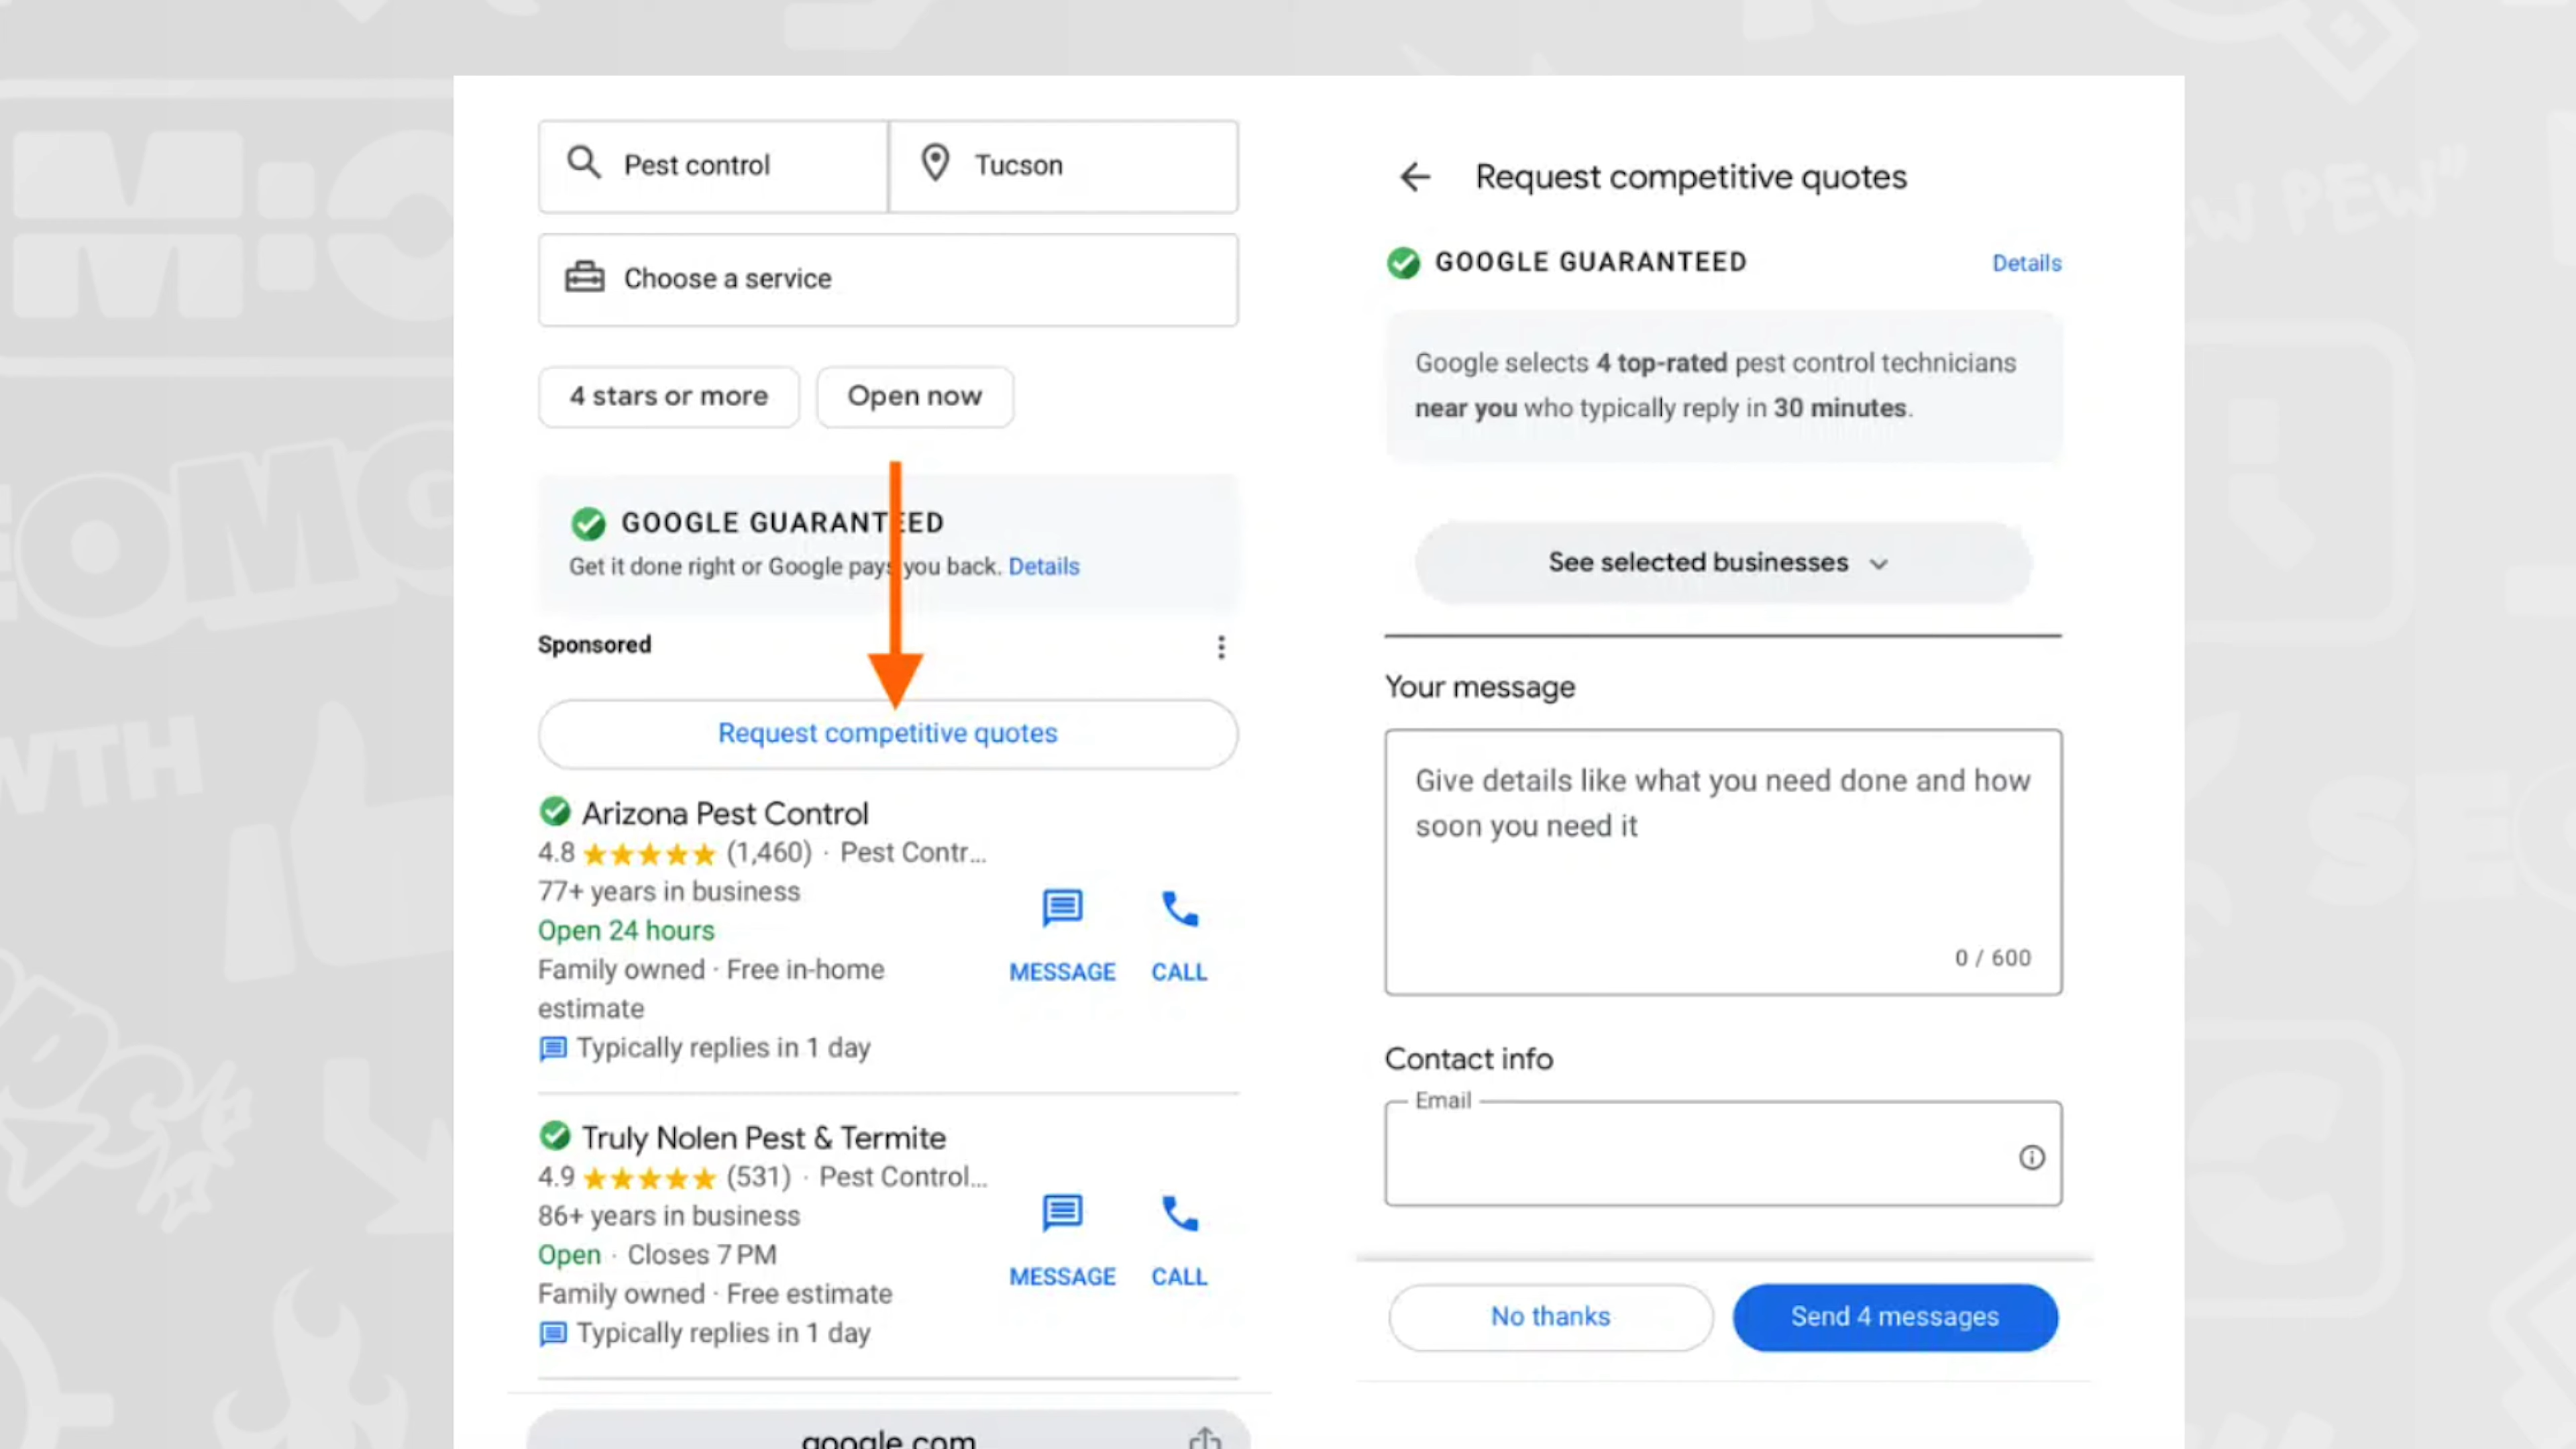 Pest control
Tucson
Choose a service
4 stars or more
Open now
GOOGLE GUARANTEED
Get it done right or Google pays you back. Details
Sponsored
Request competitive quotes
Arizona Pest Control
4.8 (1,460) · Pest Contr...
77+ years in business
Open 24 hours
Family owned · Free in-home
estimate
Typically replies in 1 day
MESSAGE
CALL
Truly Nolen Pest & Termite
4.9 (531) · Pest Control...
86+ years in business
Open · Closes 7 PM
Family owned · Free estimate
Typically replies in 1 day
MESSAGE
CALL
google.com
Request competitive quotes
GOOGLE GUARANTEED
Details
Google selects 4 top-rated pest control technicians
near you who typically reply in 30 minutes.
See selected businesses
Your message
Give details like what you need done and how
soon you need it
0 / 600
Contact info
Email
No thanks
Send 4 messages